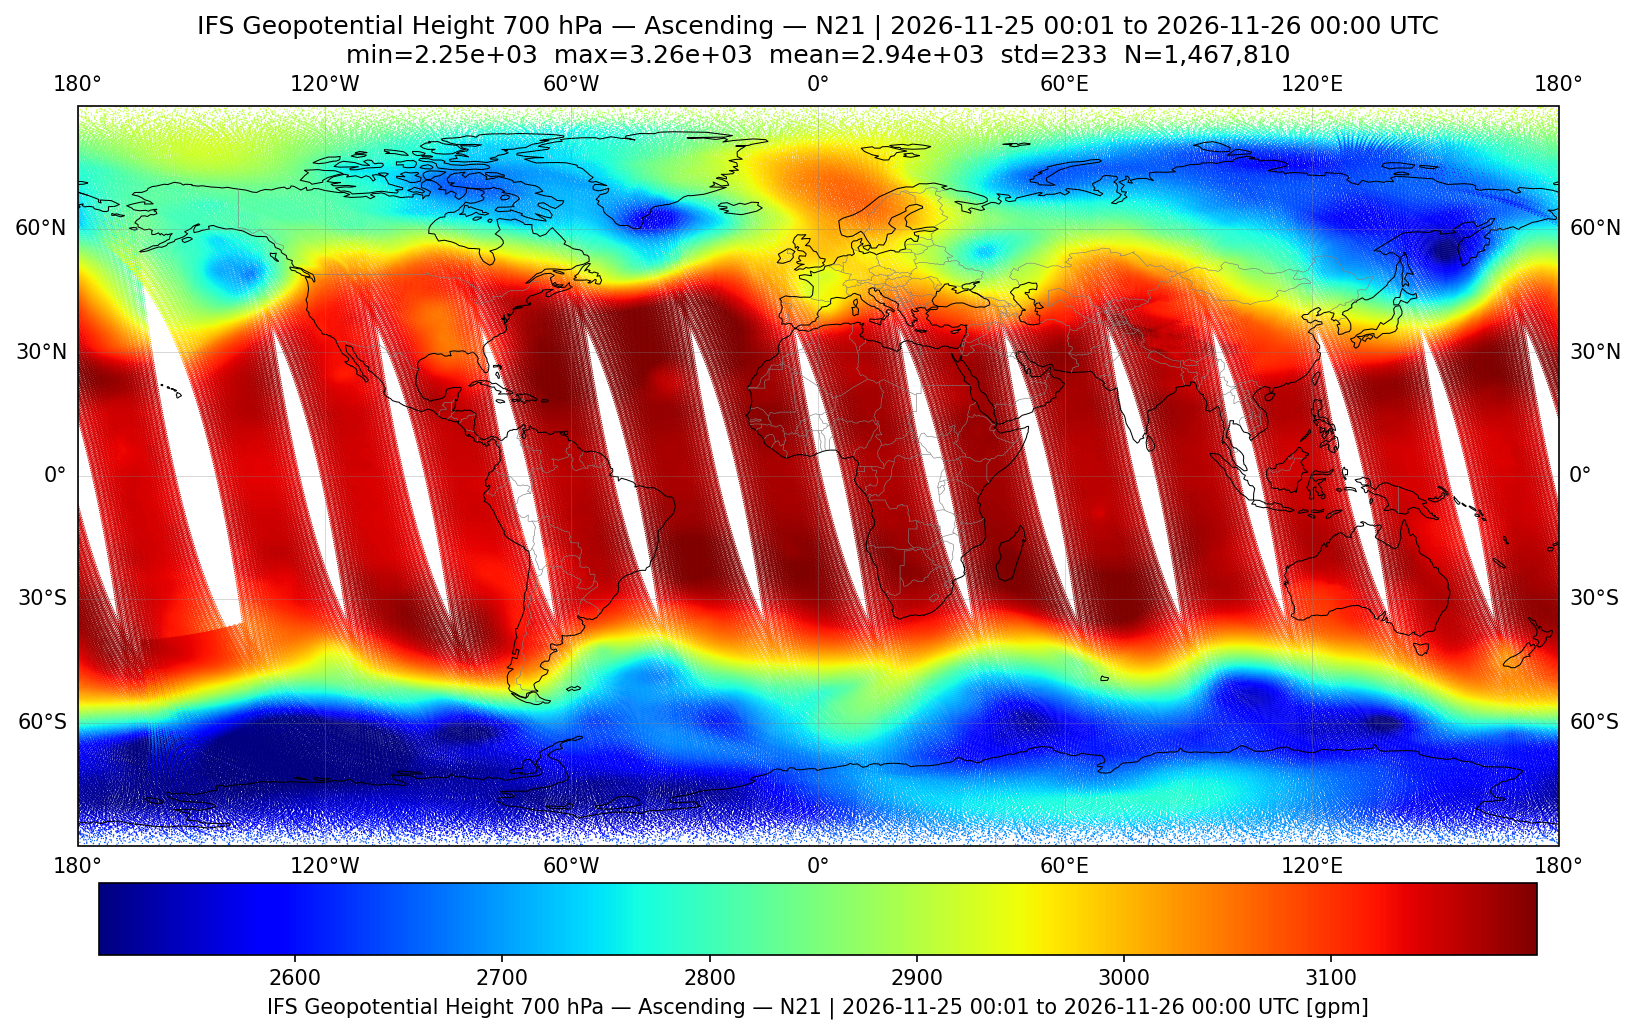 IFS Geopotential Height 700 hPa — Ascending — N21 | 2026-11-25 00:01 to 2026-11-26 00:00 UTC
min=2.25e+03  max=3.26e+03  mean=2.94e+03  std=233  N=1,467,810
180° 120°W 60°W 0° 60°E 120°E 180°
60°N 60°N
30°N 30°N
0° 0°
30°S 30°S
60°S 60°S
180° 120°W 60°W 0° 60°E 120°E 180°
2600 2700 2800 2900 3000 3100
IFS Geopotential Height 700 hPa — Ascending — N21 | 2026-11-25 00:01 to 2026-11-26 00:00 UTC [gpm]